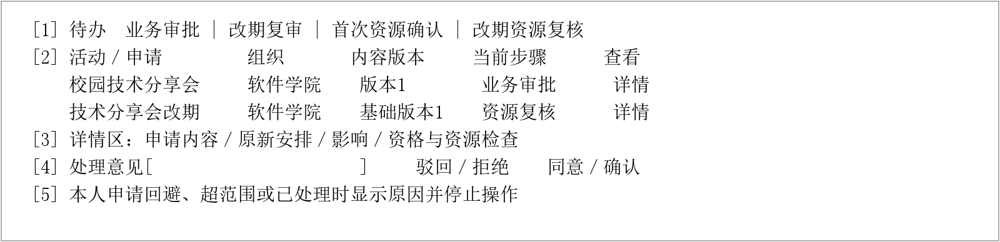 [1] 待办  业务审批 | 改期复审 | 首次资源确认 | 改期资源复核
[2] 活动 / 申请  组织  内容版本  当前步骤  查看
校园技术分享会  软件学院  版本1  业务审批  详情
技术分享会改期  软件学院  基础版本1  资源复核  详情
[3] 详情区：申请内容 / 原新安排 / 影响 / 资格与资源检查
[4] 处理意见[                ]  驳回 / 拒绝  同意 / 确认
[5] 本人申请回避、超范围或已处理时显示原因并停止操作